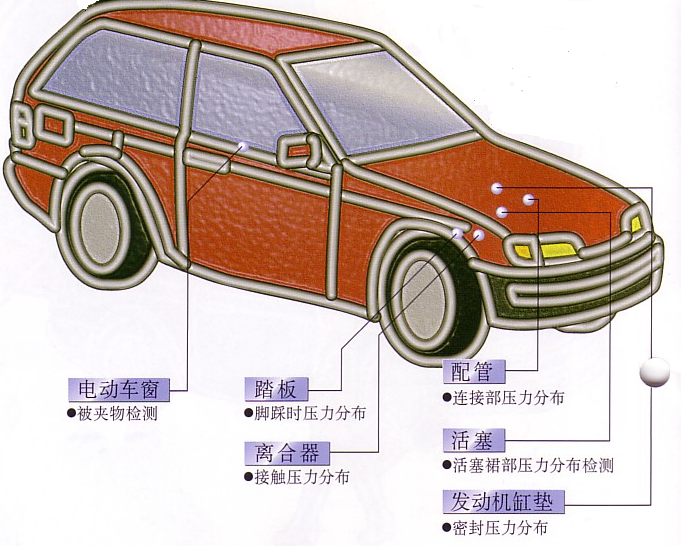 电动车窗
●被夹物检测
踏板
●脚踩时压力分布
离合器
●接触压力分布
配管
●连接部压力分布
活塞
●活塞裙部压力分布检测
发动机缸垫
●密封压力分布